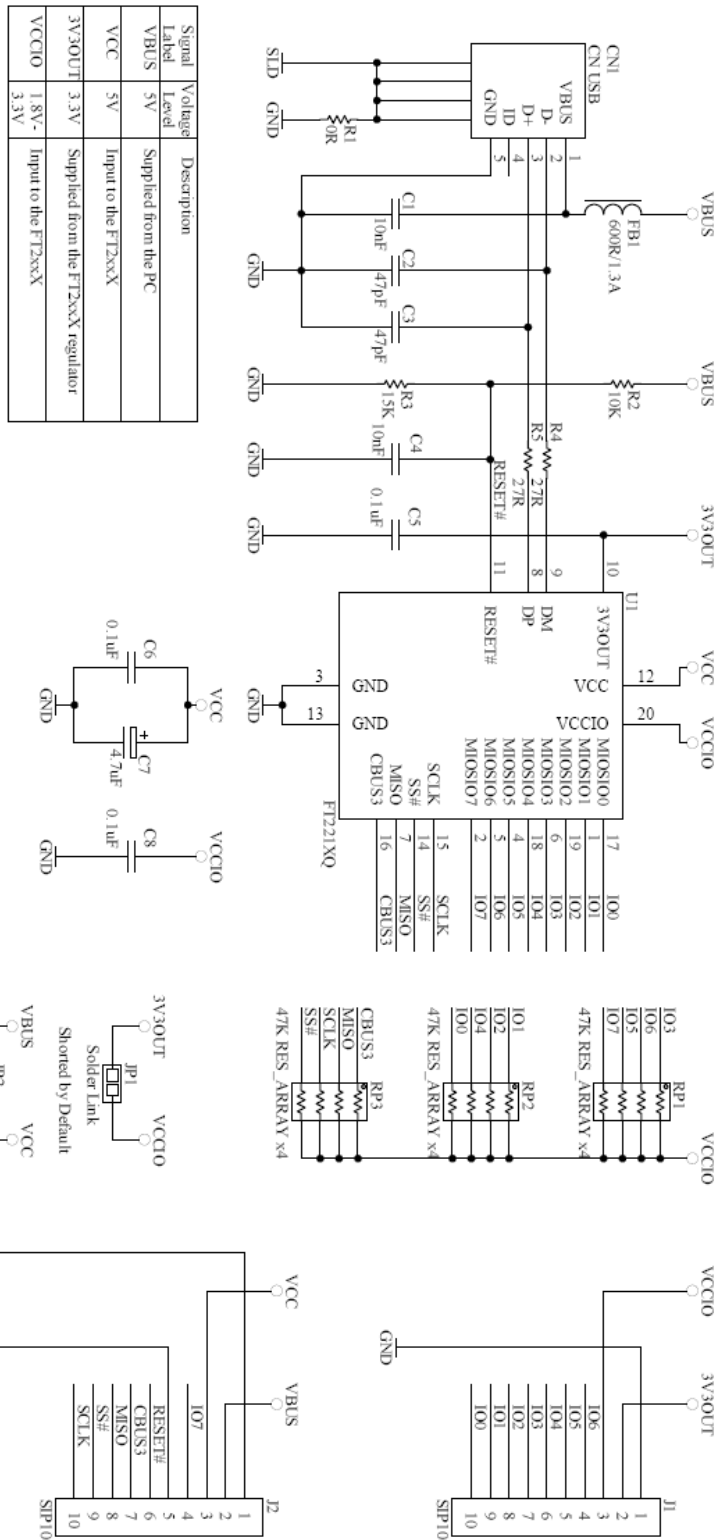 CN1
CN USB
VBUS
D-
D+
ID
GND
1
2
3
4
5
SLD
GND
R1
0R
FB1
600R/1.3A
VBUS
C1
10nF
C2
47pF
C3
47pF
GND
VBUS
R2
10K
R3
15K
GND
C4
10nF
GND
R4
27R
R5
27R
RESET#
3V3OUT
C5
0.1uF
GND
U1
10
9
8
11
3V3OUT
DM
DP
RESET#
VCC
12
VCC
VCCIO
20
VCCIO
GND
3
GND
13
GND
MIOSIO0
MIOSIO1
MIOSIO2
MIOSIO3
MIOSIO4
MIOSIO5
MIOSIO6
MIOSIO7
SCLK
SS#
MISO
CBUS3
FT221XQ
17 IO0
1 IO1
19 IO2
6 IO3
18 IO4
4 IO5
5 IO6
2 IO7
15 SCLK
14 SS#
7 MISO
16 CBUS3
VCCIO
RP1
IO3
IO6
IO5
IO7
47K RES_ARRAY x4
RP2
IO1
IO2
IO4
IO0
47K RES_ARRAY x4
RP3
CBUS3
MISO
SCLK
SS#
47K RES_ARRAY x4
VCCIO
3V3OUT
GND
J1
1
2
3
4
5
6
7
8
9
10
IO6
IO5
IO4
IO3
IO2
IO1
IO0
SIP10
Signal Label Voltage Level Description
VBUS 5V Supplied from the PC
VCC 5V Input to the FT2xxX
3V3OUT 3.3V Supplied from the FT2xxX regulator
VCCIO 1.8V - 3.3V Input to the FT2xxX
VCC
C6
0.1uF
C7
4.7uF
+
GND
VCCIO
C8
0.1uF
GND
3V3OUT
VCCIO
JP1
Solder Link
Shorted by Default
VBUS
VCC
VCC
VBUS
J2
1
2
3
4
5
6
7
8
9
10
IO7
RESET#
CBUS3
MISO
SS#
SCLK
SIP10